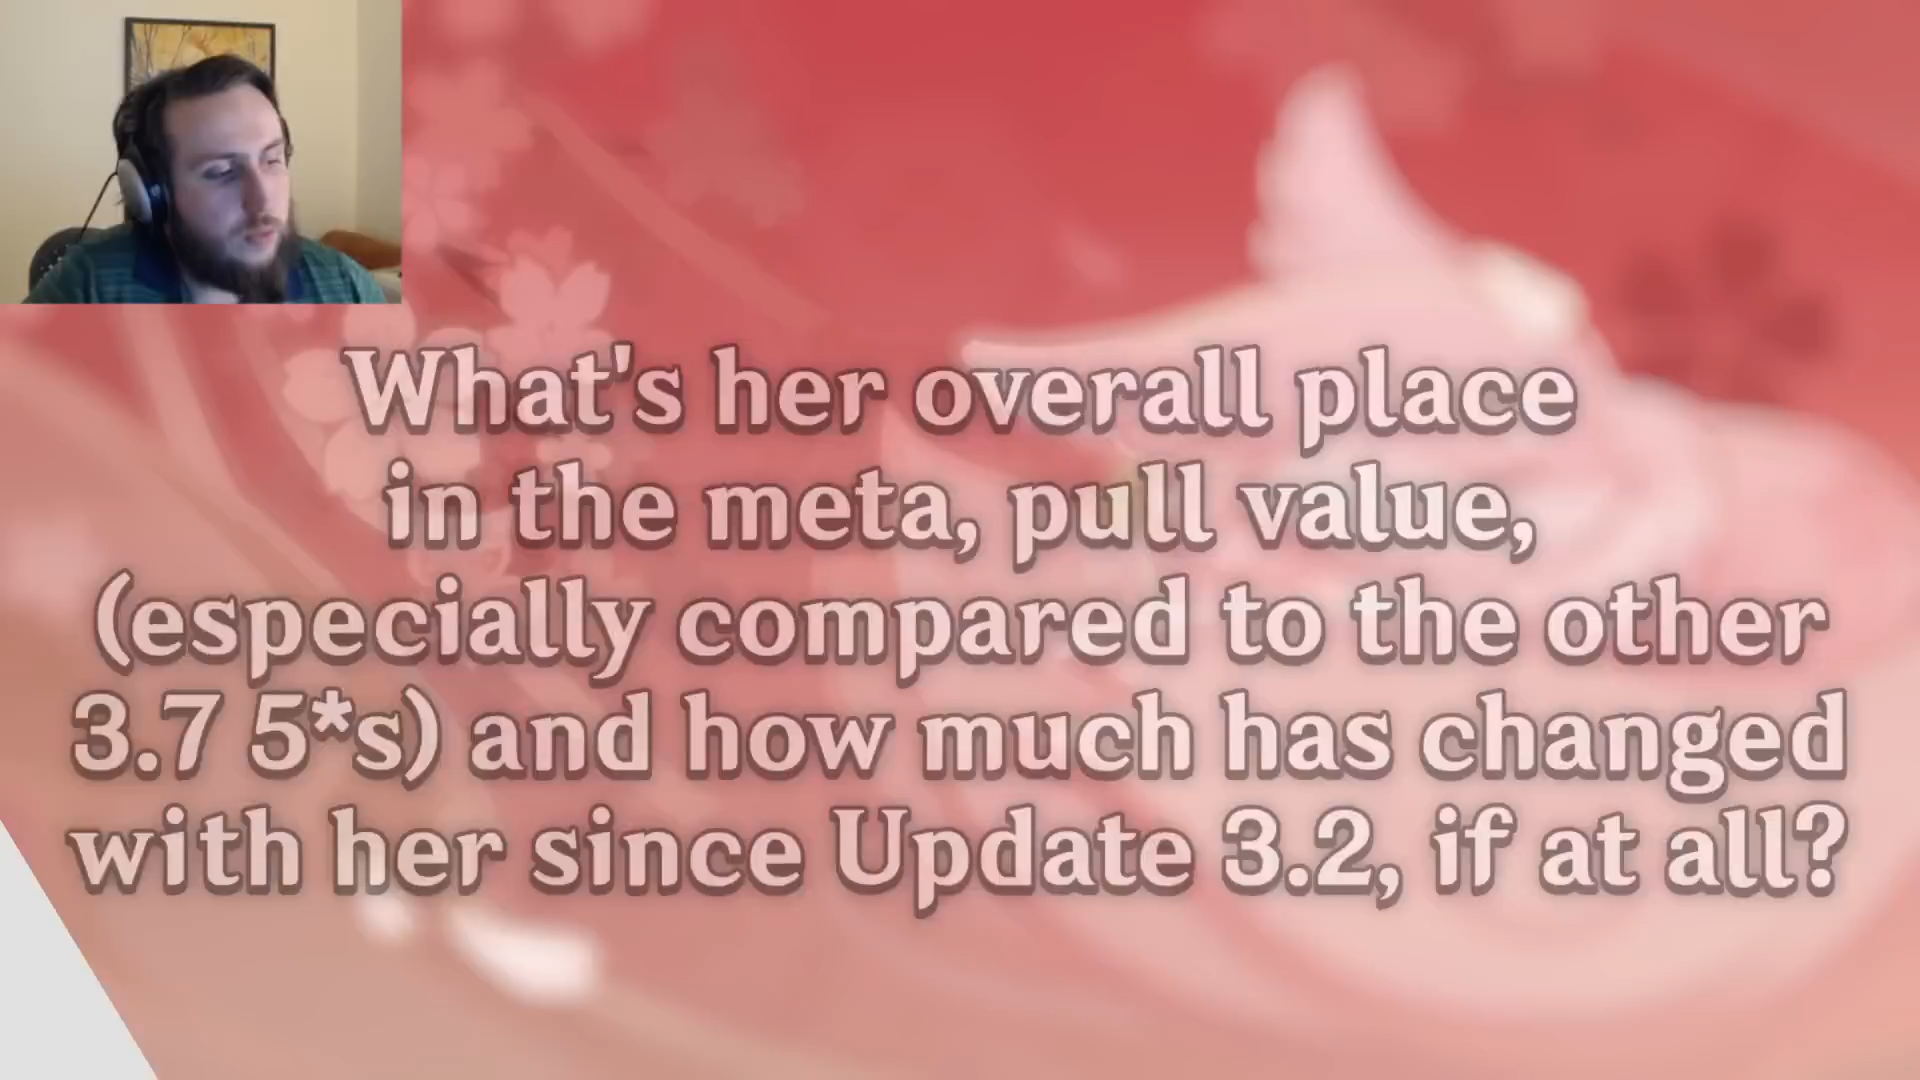 What's her overall place
in the meta, pull value,
(especially compared to the other
3.7 5*s) and how much has changed
with her since Update 3.2, if at all?